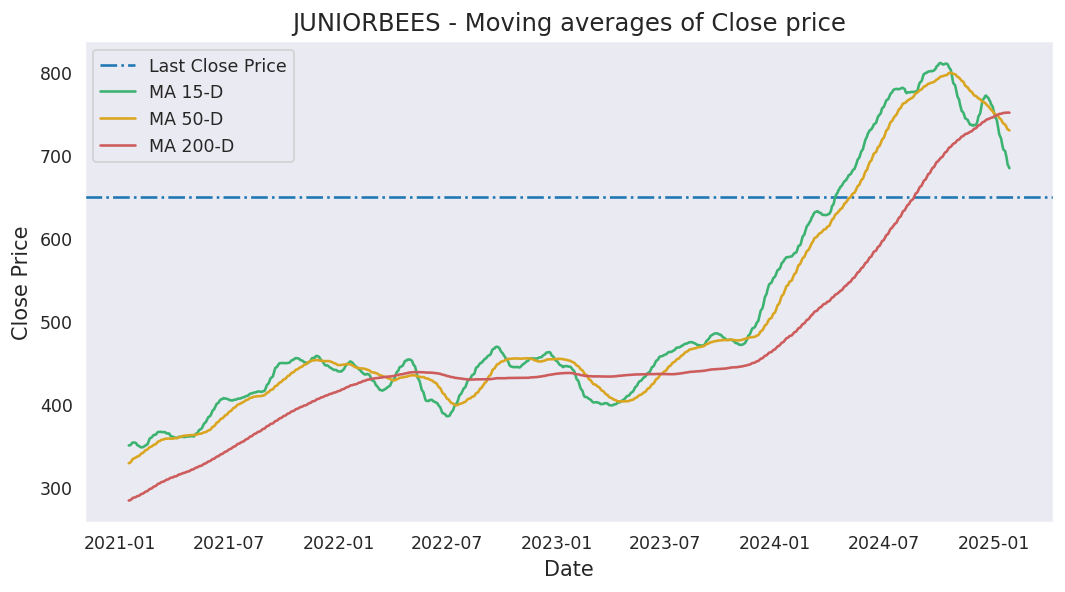 JUNIORBEES - Moving averages of Close price
Last Close Price
MA 15-D
MA 50-D
MA 200-D
800
700
600
500
400
300
Close Price
2021-01 2021-07 2022-01 2022-07 2023-01 2023-07 2024-01 2024-07 2025-01
Date